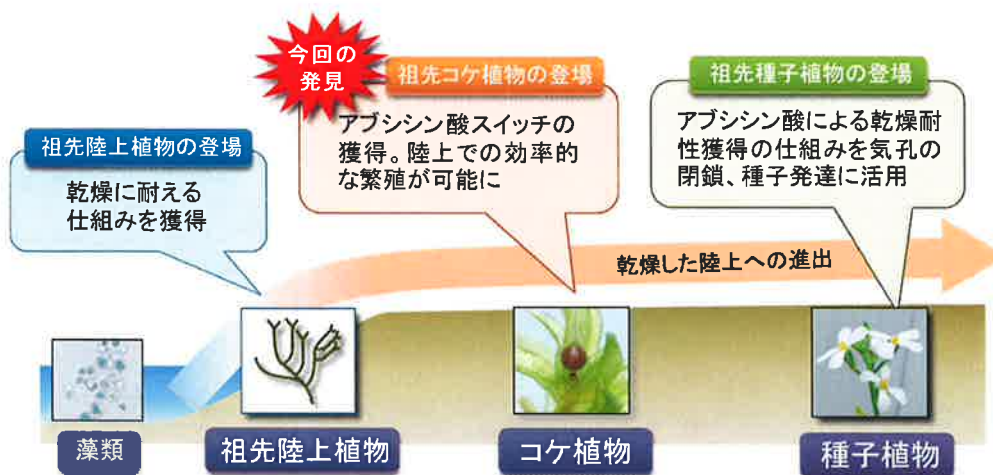 今回の
発見
祖先コケ植物の登場
アブシシン酸スイッチの
獲得。陸上での効率的
な繁殖が可能に
祖先種子植物の登場
アブシシン酸による乾燥耐
性獲得の仕組みを気孔の
閉鎖、種子発達に活用
祖先陸上植物の登場
乾燥に耐える
仕組みを獲得
乾燥した陸上への進出
藻類
祖先陸上植物
コケ植物
種子植物